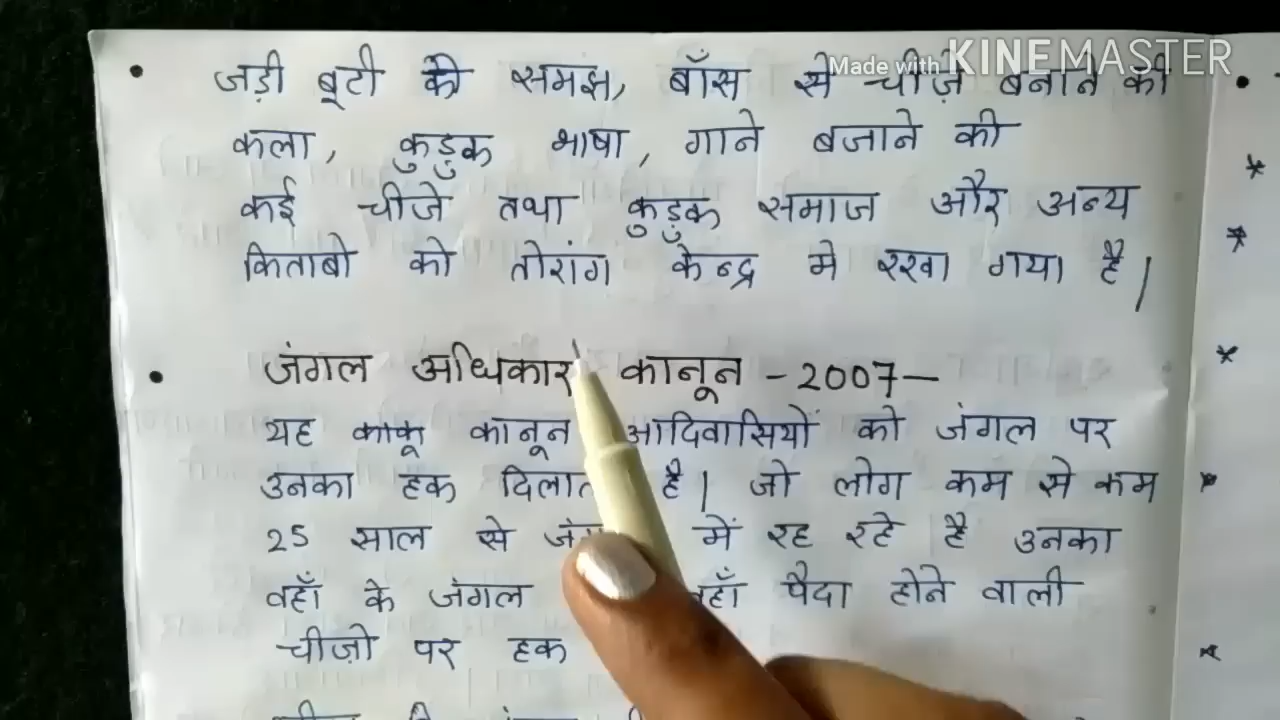 Made with KINEMASTER
जड़ी बूटी की समझ, बाँस से चीज़े बनाने की
कला, कुडुक भाषा, गाने बजाने की
कई चीजे तथा कुडुक समाज और अन्य
किताबो को तोरांग केन्द्र मे रखा गया है|
जंगल अधिकार कानून - 2007-
यह कानून आदिवासियों को जंगल पर
उनका हक है| जो लोग कम से कम
25 साल से में रह रहे है उनका
वहाँ के जंगल पैदा होने वाली
चीज़ो पर हक